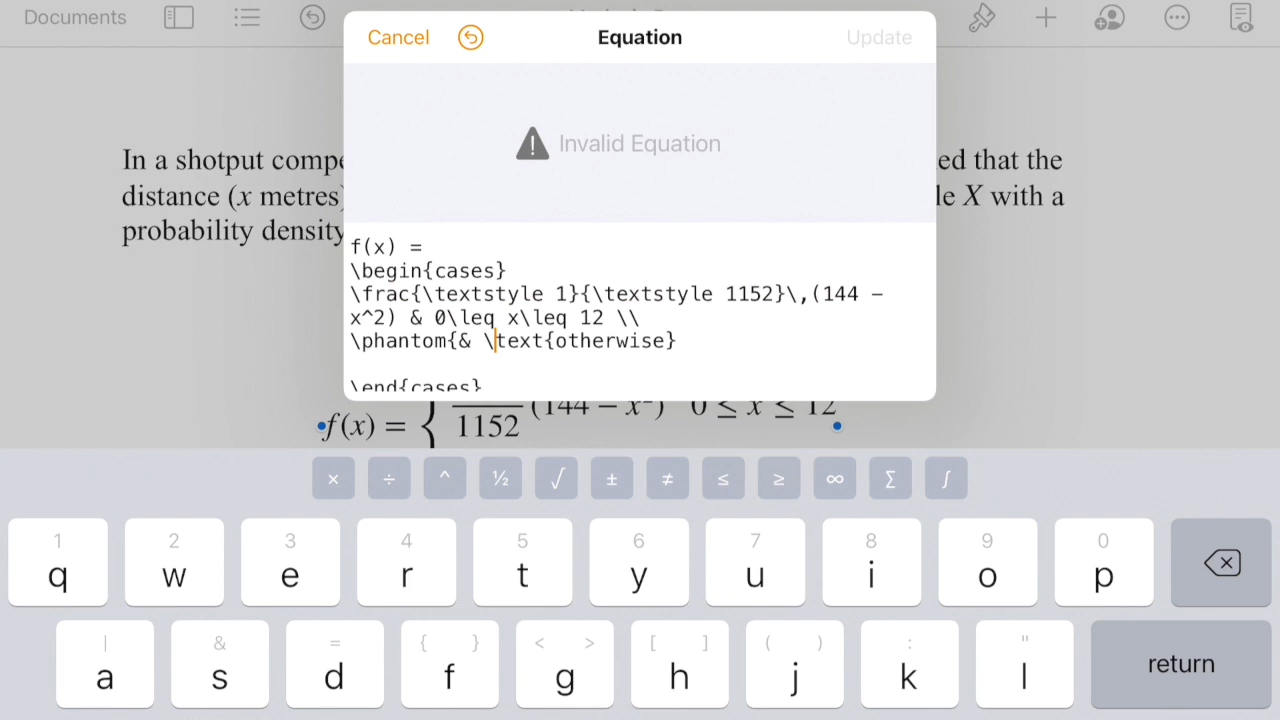 Documents
Cancel Equation Update
Invalid Equation
In a shotput compe
ed that the
distance (x metres)
le X with a
probability density
f(x) =
\begin{cases}
\frac{\textstyle 1}{\textstyle 1152}\,(144 −
x^2) & 0\leq x\leq 12 \\
\phantom{& \text{otherwise}
\end{cases}
f(x) = { 1152 (144 − x²) 0 ≤ x ≤ 12
× ÷ ^ ½ √ ± ≠ ≤ ≥ ∞ Σ ∫
1 2 3 4 5 6 7 8 9 0
q w e r t y u i o p
| & = { } < > [ ] ( ) : "
a s d f g h j k l return